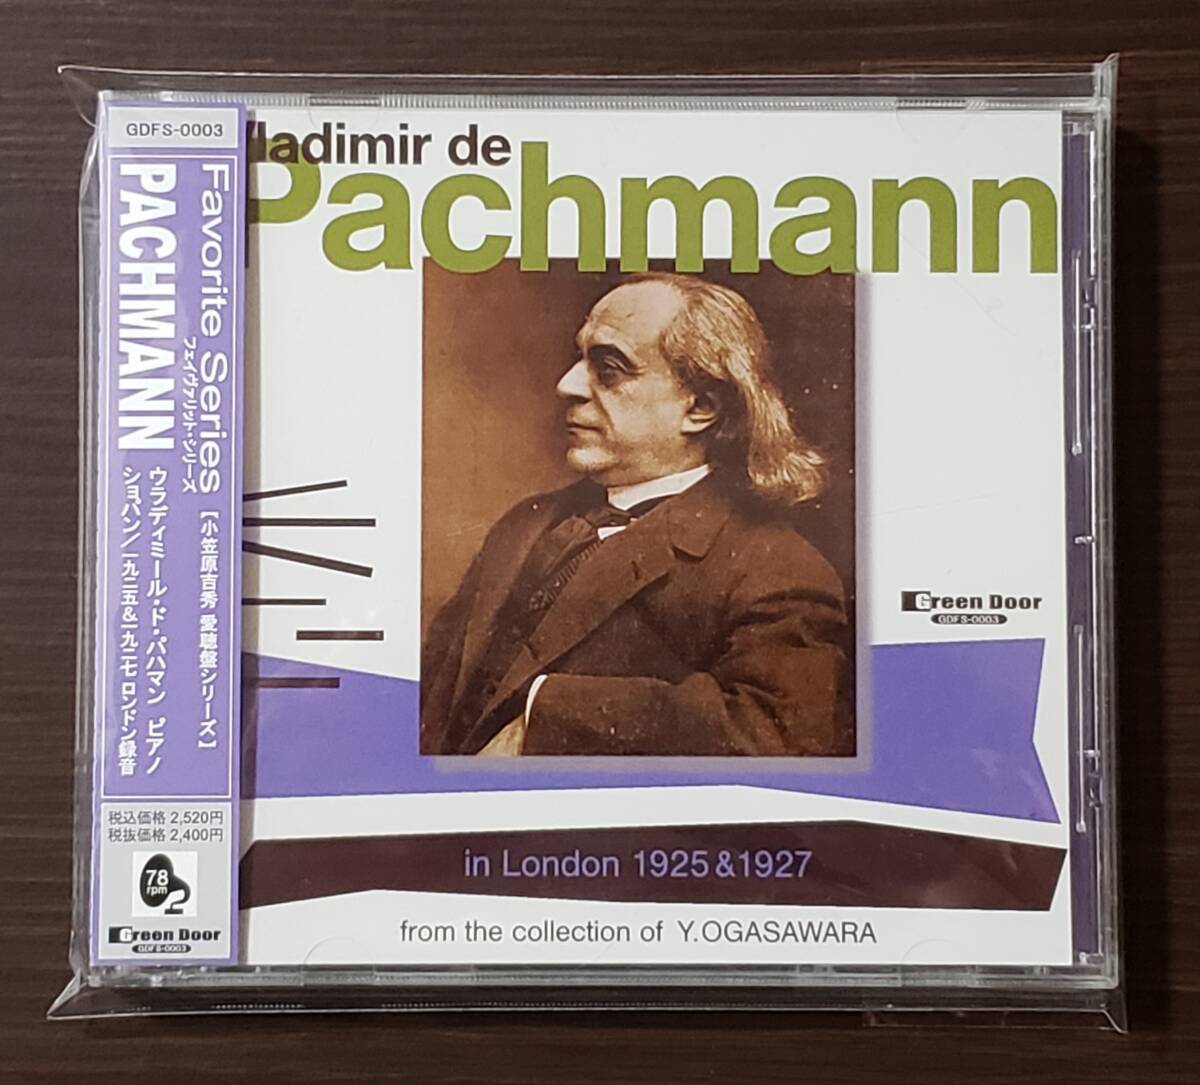 GDFS-0003
Favorite Series
フェイヴァリット・シリーズ
[小笠原吉秀 愛聴盤シリーズ]
PACHMANN
ウラディミール・ド・パハマン ピアノ
ショパン/一九二五&一九二七 ロンドン録音
税込価格 2,520円
税抜価格 2,400円
78
rpm
Green Door
GDFS-0003
Vladimir de
Pachmann
Green Door
GDFS-0003
in London 1925&1927
from the collection of Y.OGASAWARA